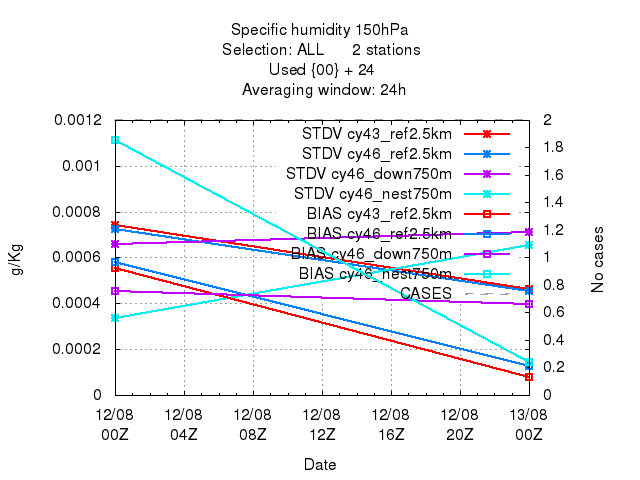 Specific humidity 150hPa
Selection: ALL 2 stations
Used {00} + 24
Averaging window: 24h
0.0012
0.001
0.0008
0.0006
0.0004
0.0002
0
g/Kg
2
1.8
1.6
1.4
1.2
1
0.8
0.6
0.4
0.2
0
No cases
STDV cy43_ref2.5km
STDV cy46_ref2.5km
STDV cy46_down750m
STDV cy46_nest750m
BIAS cy43_ref2.5km
BIAS cy46_ref2.5km
BIAS cy46_down750m
BIAS cy46_nest750m
CASES
12/08 12/08 12/08 12/08 12/08 12/08 13/08
00Z 04Z 08Z 12Z 16Z 20Z 00Z
Date